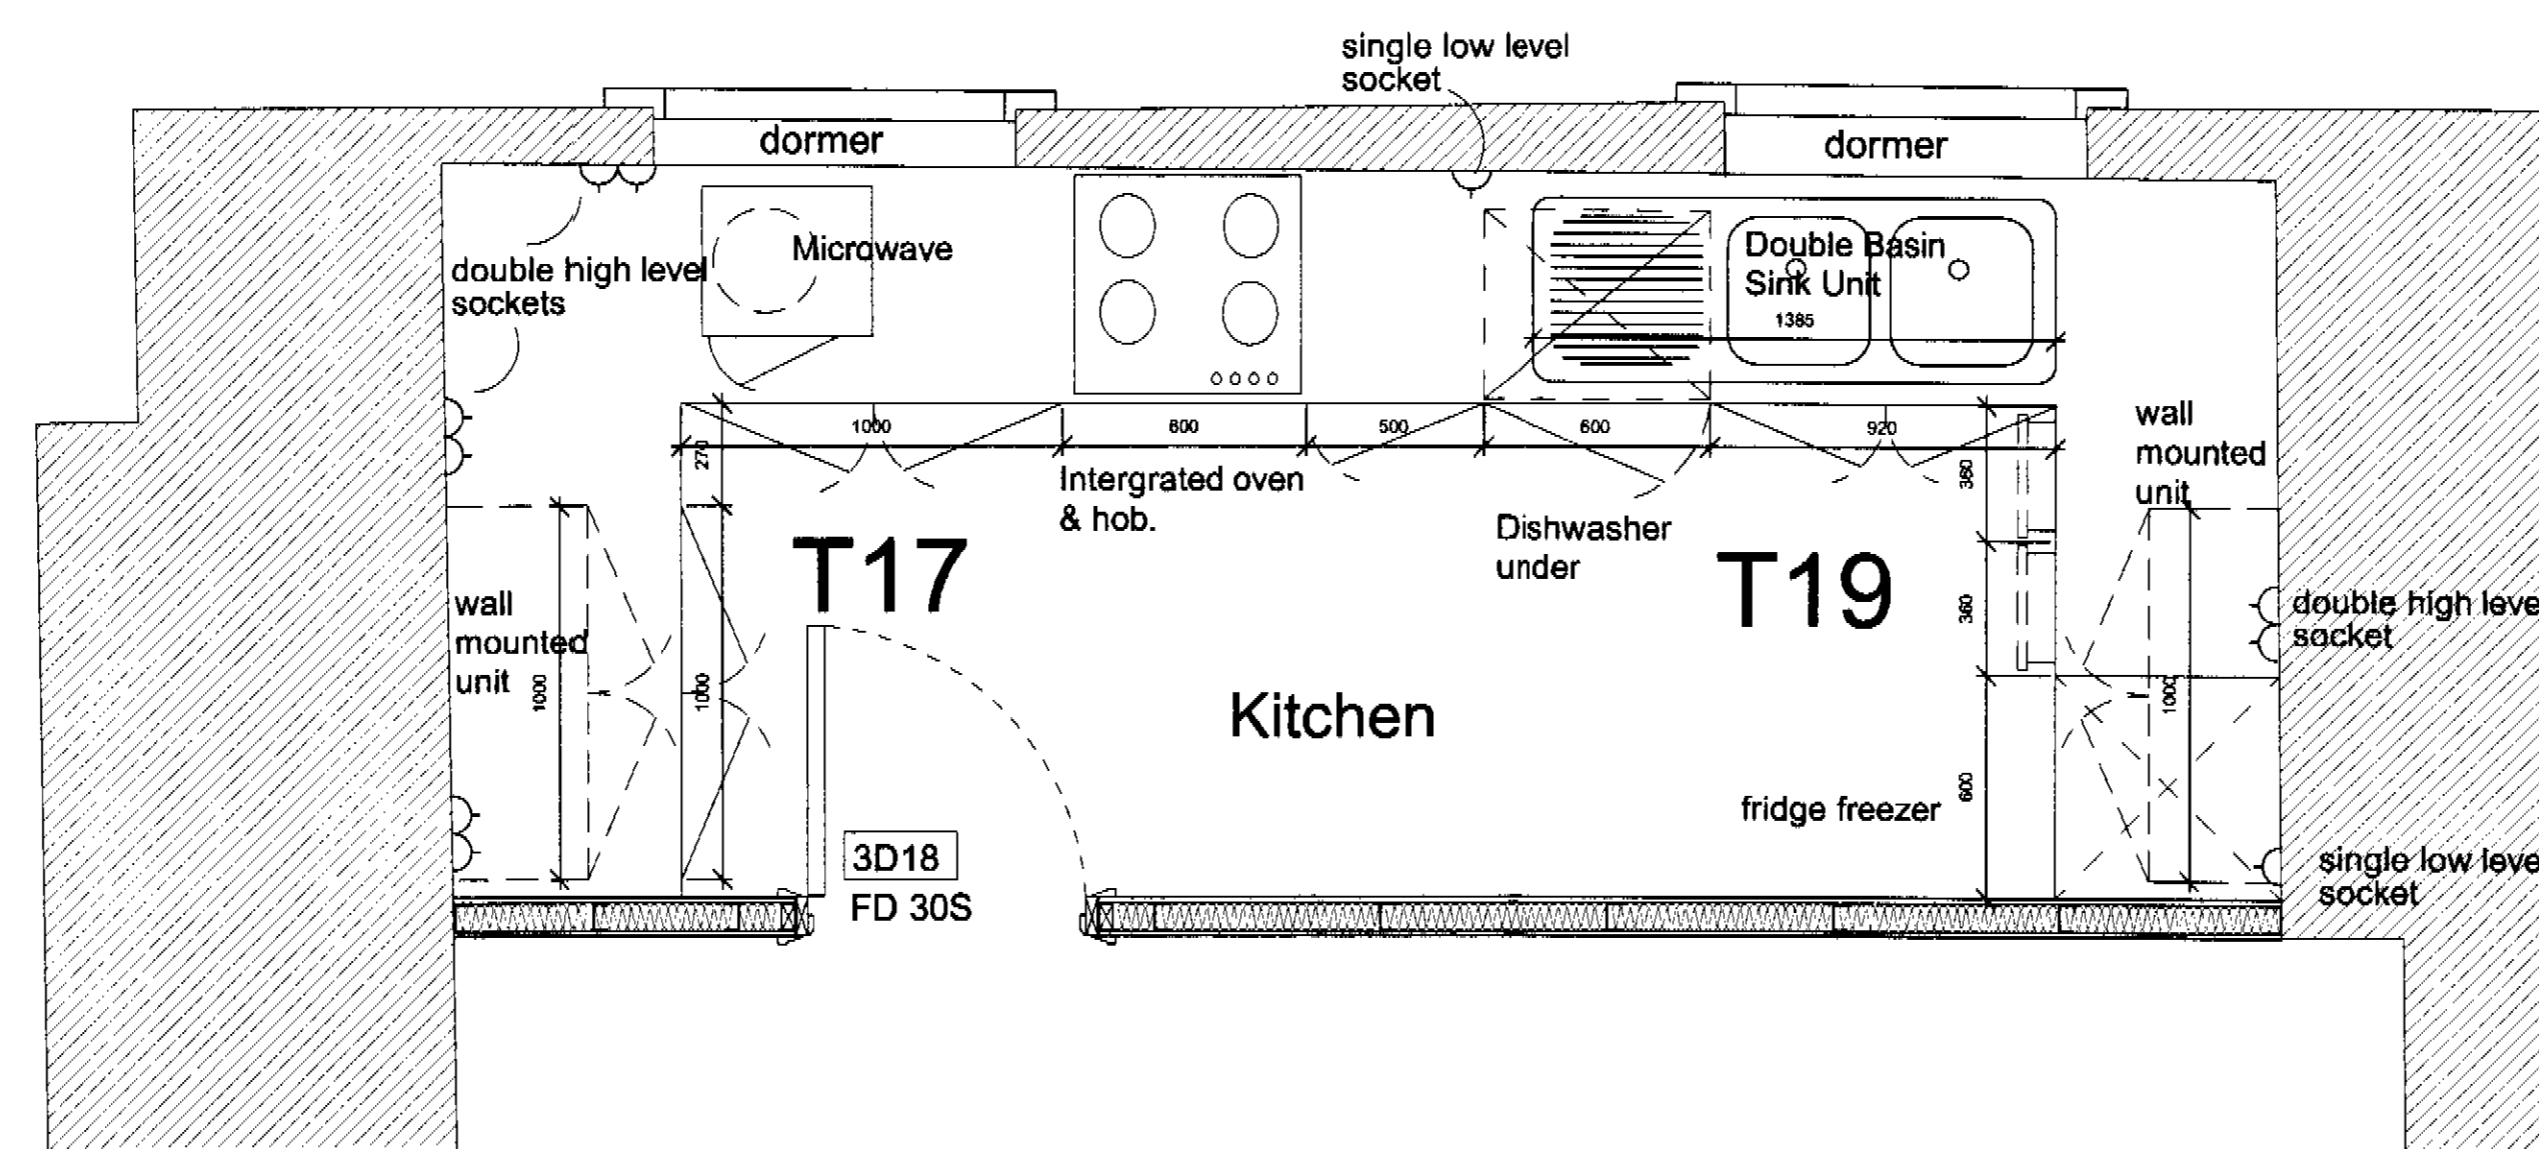 single low level
socket
dormer
dormer
Microwave
double high level
sockets
Double Basin
Sink Unit
1385
1000
600
500
600
920
270
360
wall
mounted
unit
Intergrated oven
& hob.
Dishwasher
under
T17
T19
wall
mounted
unit
1000
1000
360
1000
double high leve
socket
Kitchen
600
fridge freezer
3D18
FD 30S
single low leve
socket